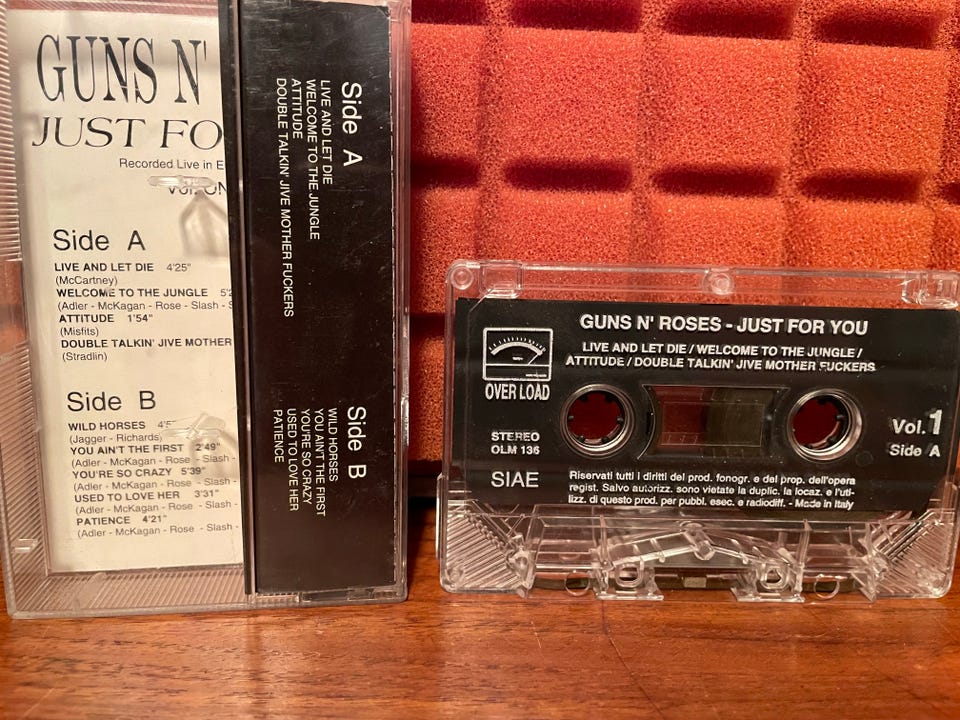 GUNS N'
JUST FO
Recorded Live in E
Vol. ON
Side A
LIVE AND LET DIE 4'25"
(McCartney)
WELCOME TO THE JUNGLE 5'2
(Adler - McKagan - Rose - Slash - S
ATTITUDE 1'54"
(Misfits)
DOUBLE TALKIN' JIVE MOTHER
(Stradlin)
Side B
WILD HORSES
(Jagger - Richards)
YOU AIN'T THE FIRST 2'49"
(Adler - McKagan - Rose - Slash -
YOU'RE SO CRAZY 5'39"
(Adler - McKagan - Rose - Slash -
USED TO LOVE HER 3'31"
(Adler - McKagan - Rose - Slash -
PATIENCE 4'21"
(Adler - McKagan - Rose - Slash -
Side A
LIVE AND LET DIE
WELCOME TO THE JUNGLE
ATTITUDE
DOUBLE TALKIN' JIVE MOTHER FUCKERS
Side B
WILD HORSES
YOU AIN'T THE FIRST
YOU'RE SO CRAZY
USED TO LOVE HER
PATIENCE
GUNS N' ROSES - JUST FOR YOU
LIVE AND LET DIE / WELCOME TO THE JUNGLE /
ATTITUDE / DOUBLE TALKIN' JIVE MOTHER FUCKERS
OVER LOAD
STEREO
OLM 136
SIAE
Vol. 1
Side A
Riservati tutti i diritti del prod. fonogr. e del prop. dell'opera
regist. Salvo autorizz. sono vietate la duplic. la locaz. e l'uti-
lizz. di questo prod. per pubbl. esec. e radiodiff. - Made in Italy